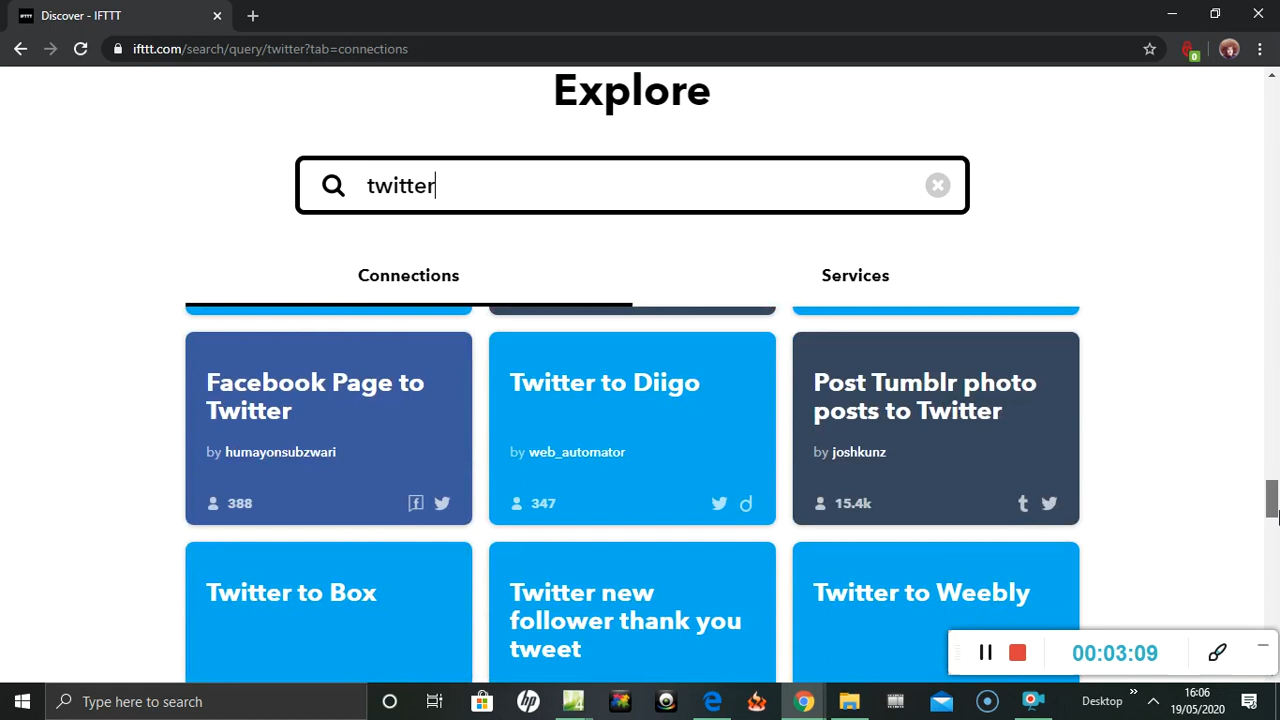 Discover - IFTTT
ifttt.com/search/query/twitter?tab=connections
0
Explore
twitter
Connections
Services
Facebook Page to
Twitter
by humayonsubzwari
388
Twitter to Diigo
by web_automator
347
Post Tumblr photo
posts to Twitter
by joshkunz
15.4k
Twitter to Box
Twitter new
follower thank you
tweet
Twitter to Weebly
00:03:09
Type here to search
Desktop
16:06
19/05/2020